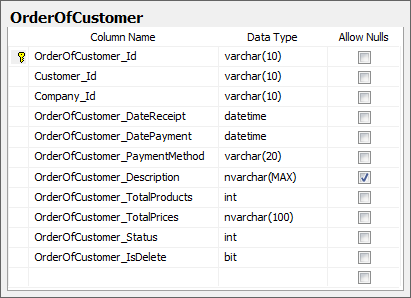 OrderOfCustomer
Column Name Data Type Allow Nulls
OrderOfCustomer_Id varchar(10)
Customer_Id varchar(10)
Company_Id varchar(10)
OrderOfCustomer_DateReceipt datetime
OrderOfCustomer_DatePayment datetime
OrderOfCustomer_PaymentMethod varchar(20)
OrderOfCustomer_Description nvarchar(MAX)
OrderOfCustomer_TotalProducts int
OrderOfCustomer_TotalPrices nvarchar(100)
OrderOfCustomer_Status int
OrderOfCustomer_IsDelete bit